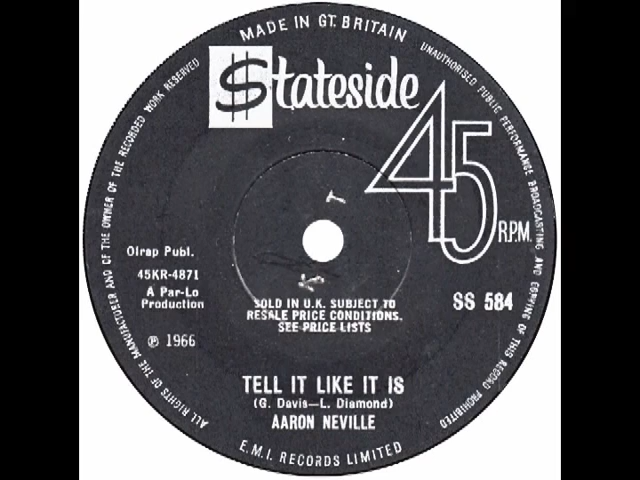 MADE IN GT. BRITAIN
$tateside
45
R.P.M.
UNAUTHORISED PUBLIC PERFORMANCE BROADCASTING AND COPYING OF THIS RECORD PROHIBITED
ALL RIGHTS OF THE MANUFACTURER AND OF THE OWNER OF THE RECORDED WORK RESERVED
K T
Olrap Publ.
45KR-4871
A Par-Lo
Production
℗ 1966
SOLD IN U.K. SUBJECT TO
RESALE PRICE CONDITIONS.
SEE PRICE LISTS
SS 584
TELL IT LIKE IT IS
(G. Davis—L. Diamond)
AARON NEVILLE
E.M.I. RECORDS LIMITED